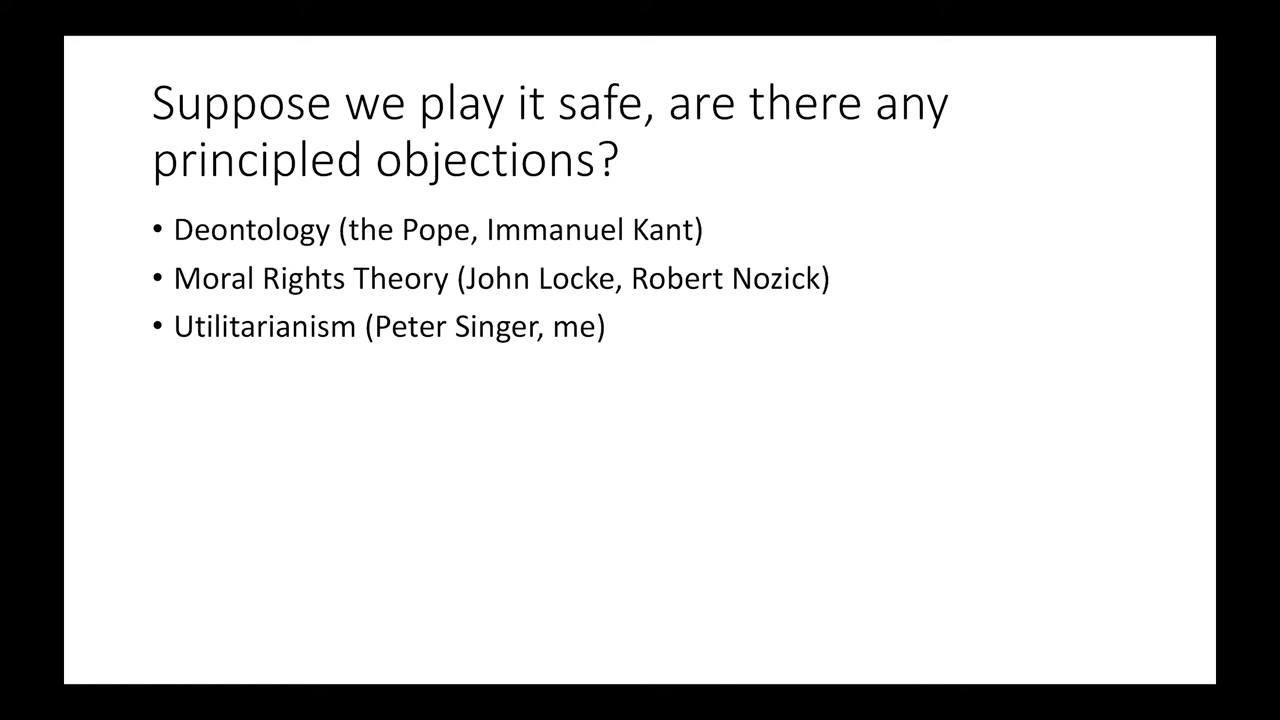 Suppose we play it safe, are there any
principled objections?
• Deontology (the Pope, Immanuel Kant)
• Moral Rights Theory (John Locke, Robert Nozick)
• Utilitarianism (Peter Singer, me)